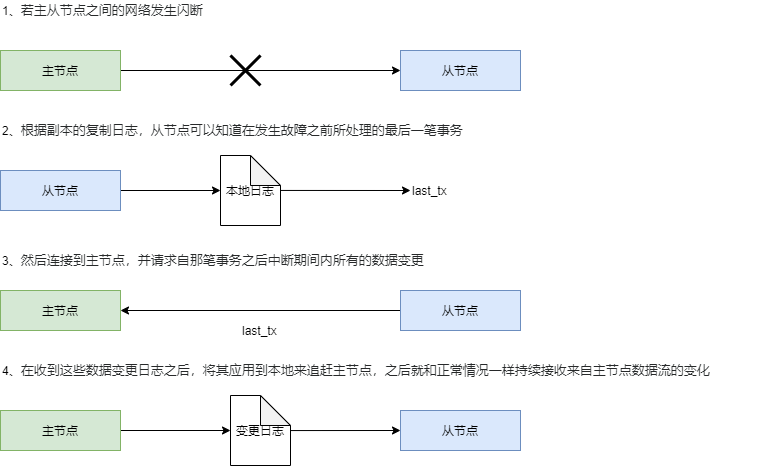 1、若主从节点之间的网络发生闪断
主节点
从节点
2、根据副本的复制日志，从节点可以知道在发生故障之前所处理的最后一笔事务
从节点
本地日志
last_tx
3、然后连接到主节点，并请求自那笔事务之后中断期间内所有的数据变更
主节点
从节点
last_tx
4、在收到这些数据变更日志之后，将其应用到本地来追赶主节点，之后就和正常情况一样持续接收来自主节点数据流的变化
主节点
变更日志
从节点